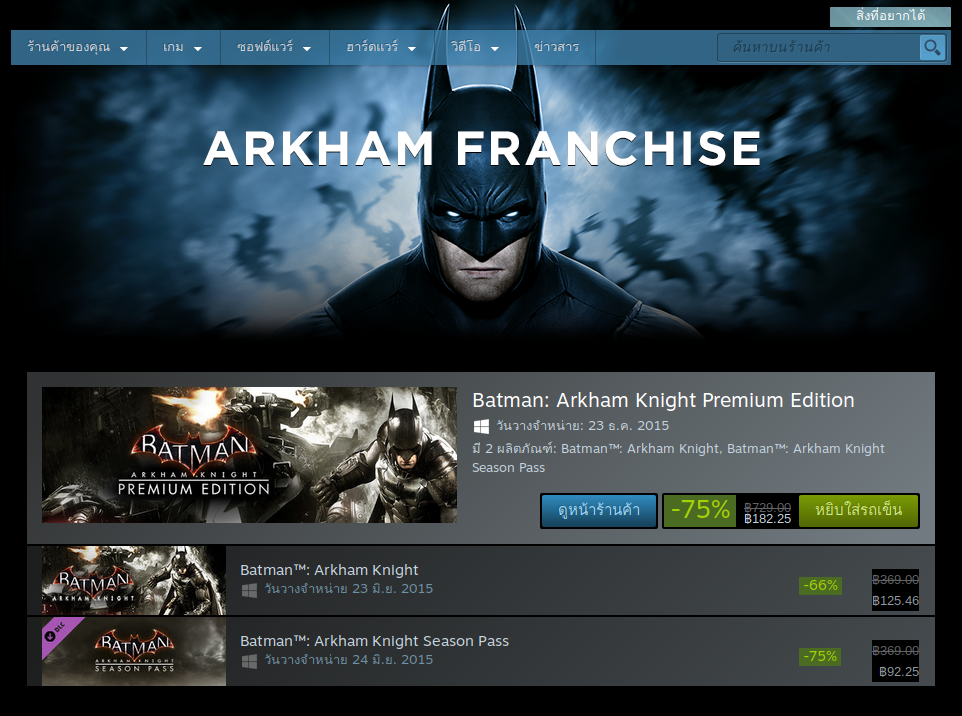 สิ่งที่อยากได้
ร้านค้าของคุณ
เกม
ซอฟต์แวร์
ฮาร์ดแวร์
วิดีโอ
ข่าวสาร
ค้นหาบนร้านค้า
ARKHAM FRANCHISE
BATMAN
ARKHAM KNIGHT
PREMIUM EDITION
Batman: Arkham Knight Premium Edition
วันวางจำหน่าย: 23 ธ.ค. 2015
มี 2 ผลิตภัณฑ์: Batman™: Arkham Knight, Batman™: Arkham Knight
Season Pass
ดูหน้าร้านค้า
-75%
฿729.00
฿182.25
หยิบใส่รถเข็น
BATMAN
ARKHAM KNIGHT
Batman™: Arkham Knight
วันวางจำหน่าย 23 มิ.ย. 2015
-66%
฿369.00
฿125.46
DLC
BATMAN
ARKHAM KNIGHT
SEASON PASS
Batman™: Arkham Knight Season Pass
วันวางจำหน่าย 24 มิ.ย. 2015
-75%
฿369.00
฿92.25